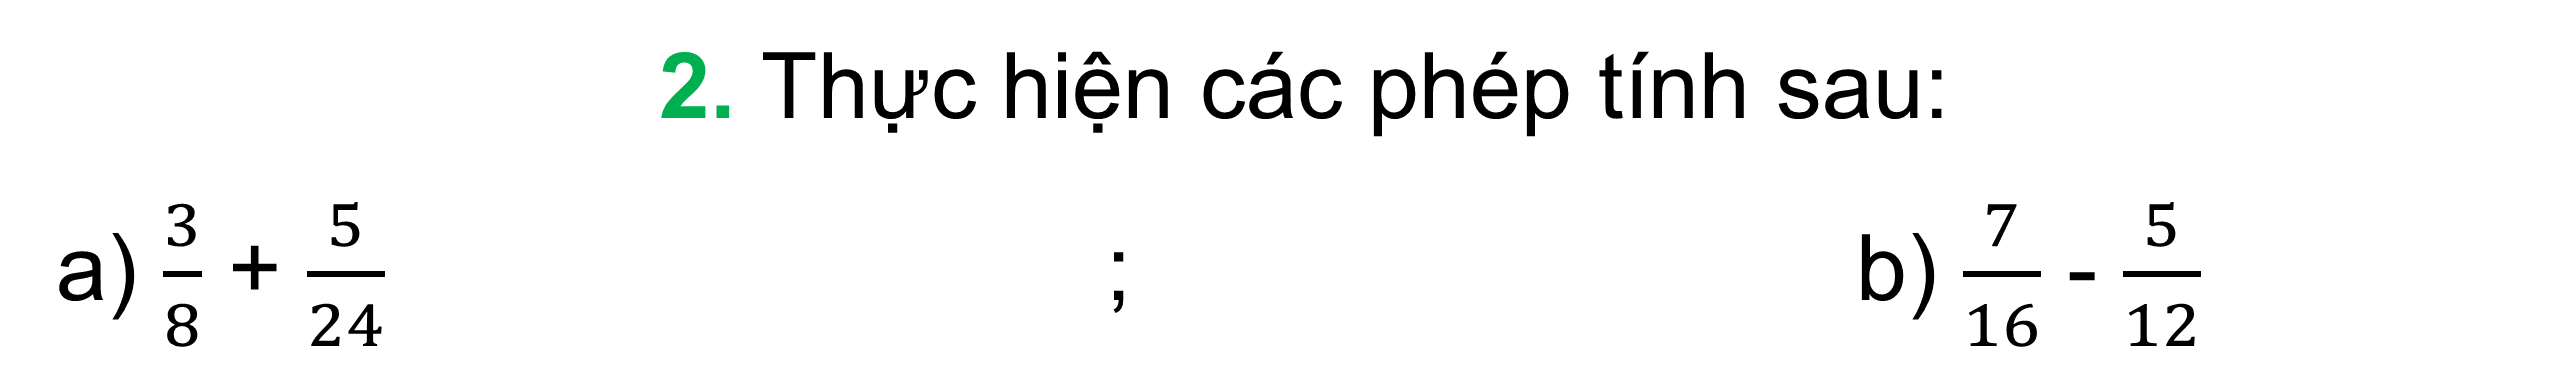 2. Thực hiện các phép tính sau:
a) 3/8 + 5/24 ; b) 7/16 - 5/12